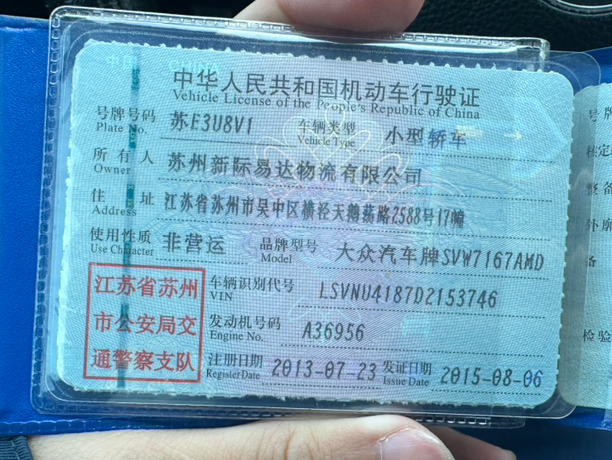 中华人民共和国机动车行驶证
Vehicle License of the People's Republic of China
号牌号码 苏E3U8V1 车辆类型 小型轿车
Plate No. Vehicle Type
所有人 苏州新际易达物流有限公司
Owner
住址 江苏省苏州市吴中区横泾天鹅荡路2588号17幢
Address
使用性质 非营运 品牌型号 大众汽车牌SVW7167AMD
Use Character Model
江苏省苏州 车辆识别代号 LSVNU4187D2153746
VIN
市公安局交 发动机号码 A36956
Engine No.
通警察支队 注册日期 2013-07-23 发证日期 2015-08-06
Register Date Issue Date
号
整备
外廓
备
检验